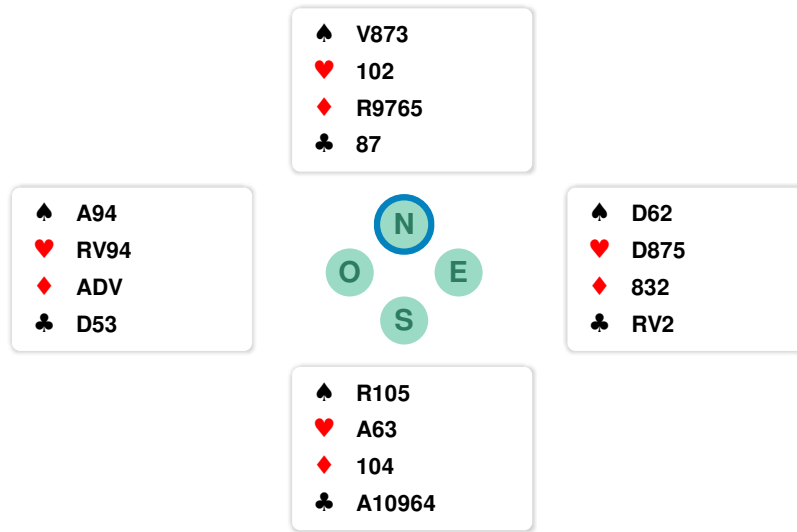 ♠ V873
♥ 102
♦ R9765
♣ 87
♠ A94
♥ RV94
♦ ADV
♣ D53
N
O E
S
♠ D62
♥ D875
♦ 832
♣ RV2
♠ R105
♥ A63
♦ 104
♣ A10964